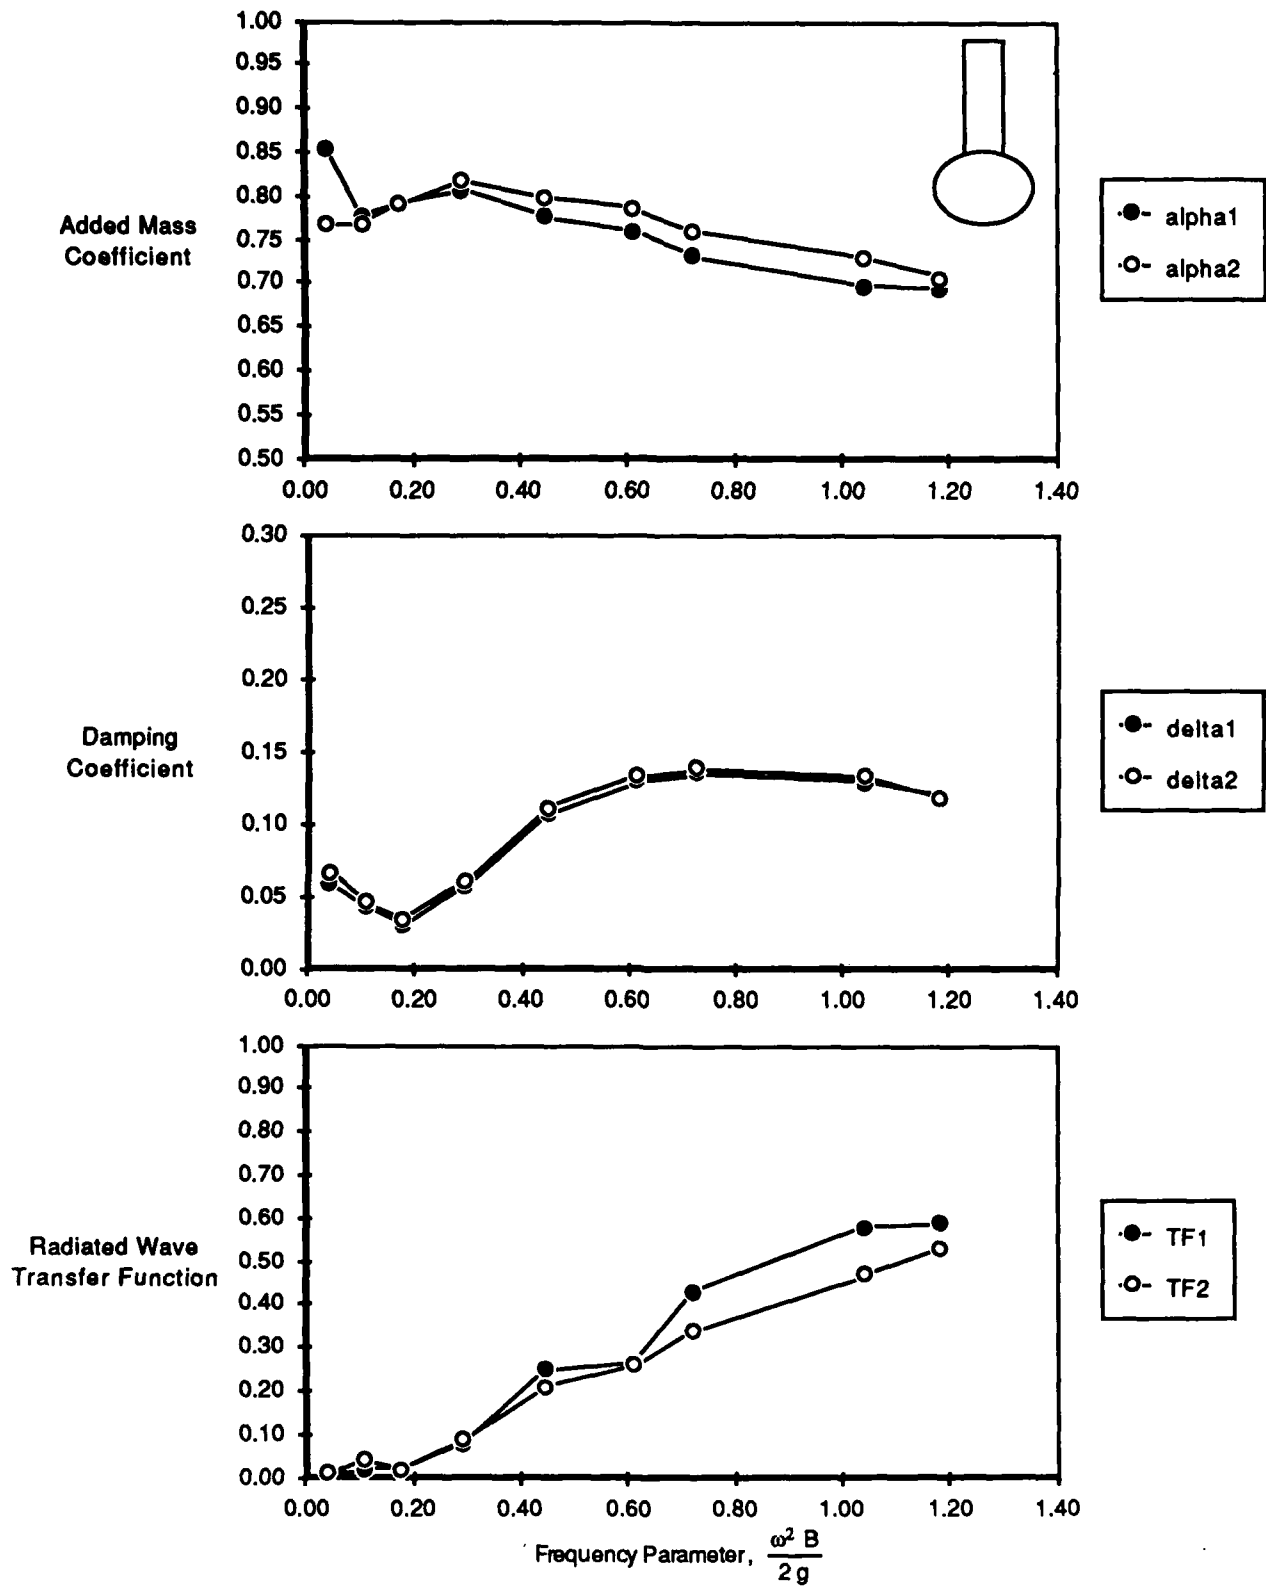 1.00
0.95
0.90
0.85
0.80
0.75
0.70
0.65
0.60
0.55
0.50
Added Mass
Coefficient
0.00 0.20 0.40 0.60 0.80 1.00 1.20 1.40
alpha1
alpha2
0.30
0.25
0.20
0.15
0.10
0.05
0.00
Damping
Coefficient
0.00 0.20 0.40 0.60 0.80 1.00 1.20 1.40
delta1
delta2
1.00
0.90
0.80
0.70
0.60
0.50
0.40
0.30
0.20
0.10
0.00
Radiated Wave
Transfer Function
0.00 0.20 0.40 0.60 0.80 1.00 1.20 1.40
TF1
TF2
Frequency Parameter, ω² B
2 g